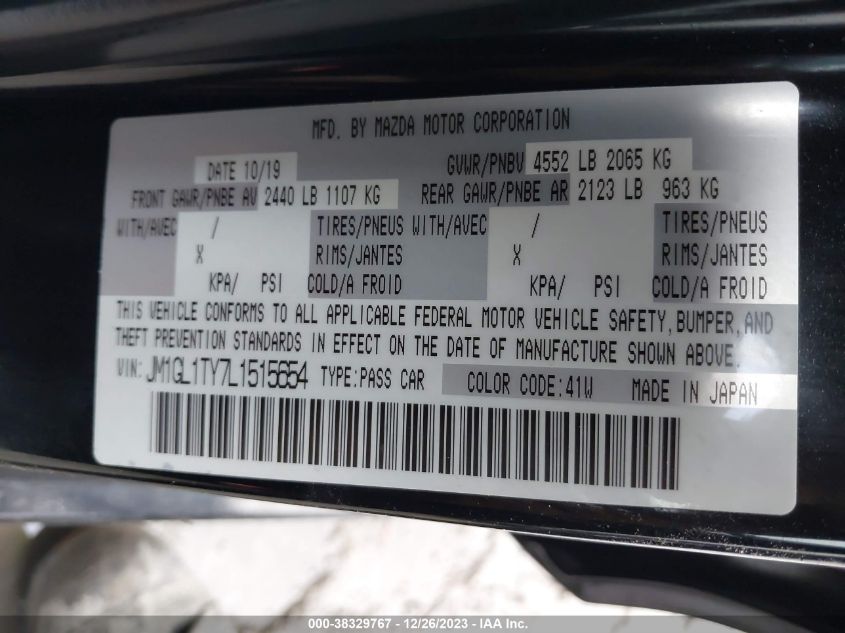 MFD. BY MAZDA MOTOR CORPORATION
DATE 10/19 GVWR/PNBV 4552 LB 2065 KG
FRONT GAWR/PNBE AV 2440 LB 1107 KG REAR GAWR/PNBE AR 2123 LB 963 KG
WITH/AVEC / TIRES/PNEUS WITH/AVEC / TIRES/PNEUS
X RIMS/JANTES X RIMS/JANTES
KPA/ PSI COLD/A FROID KPA/ PSI COLD/A FROID
THIS VEHICLE CONFORMS TO ALL APPLICABLE FEDERAL MOTOR VEHICLE SAFETY, BUMPER, AND
THEFT PREVENTION STANDARDS IN EFFECT ON THE DATE OF MANUFACTURE SHOWN ABOVE.
VIN: JM1GL1TY7L1515654 TYPE:PASS CAR COLOR CODE:41W MADE IN JAPAN
000-38329767 - 12/26/2023 - IAA Inc.